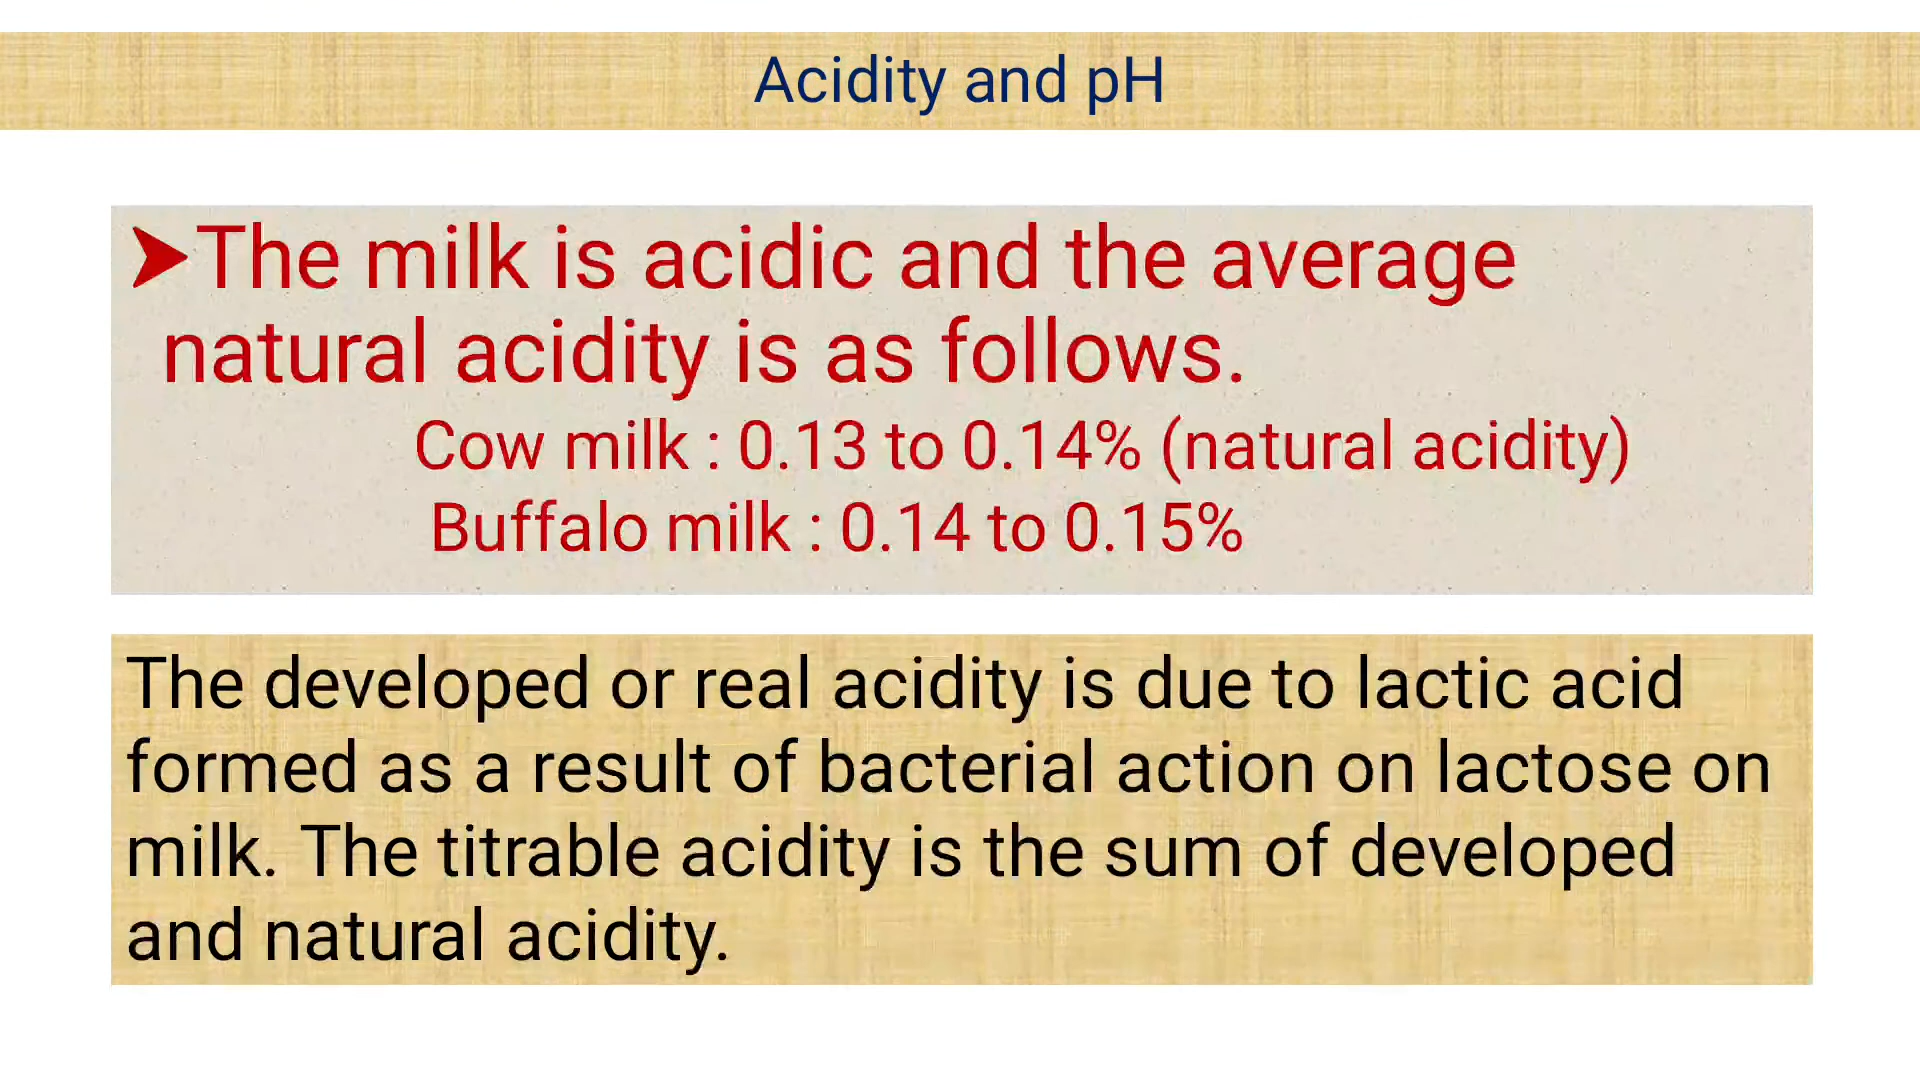 Acidity and pH
➤The milk is acidic and the average
natural acidity is as follows.
Cow milk : 0.13 to 0.14% (natural acidity)
Buffalo milk : 0.14 to 0.15%
The developed or real acidity is due to lactic acid
formed as a result of bacterial action on lactose on
milk. The titrable acidity is the sum of developed
and natural acidity.